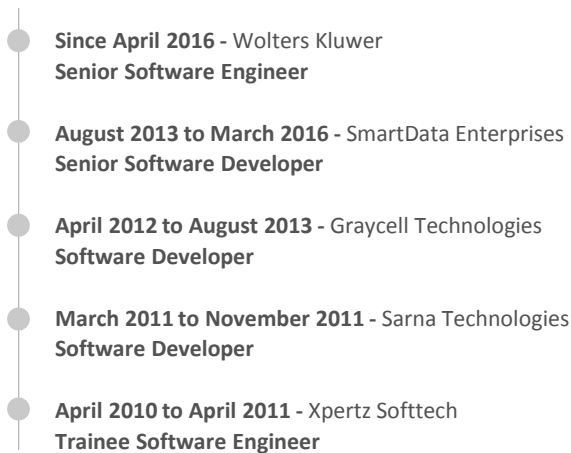 Since April 2016 - Wolters Kluwer
Senior Software Engineer
August 2013 to March 2016 - SmartData Enterprises
Senior Software Developer
April 2012 to August 2013 - Graycell Technologies
Software Developer
March 2011 to November 2011 - Sarna Technologies
Software Developer
April 2010 to April 2011 - Xpertz Softtech
Trainee Software Engineer